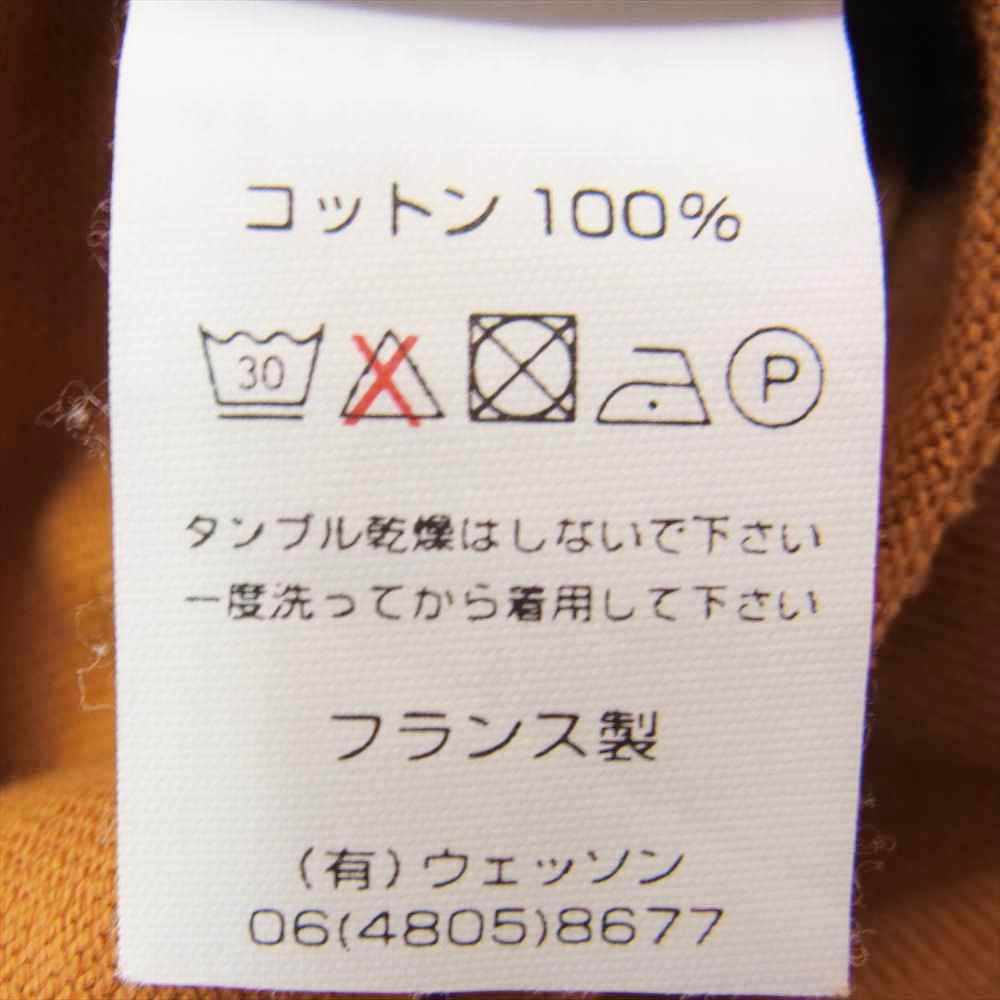 コットン 100%
30 P
タンブル乾燥はしないで下さい
一度洗ってから着用して下さい
フランス製
(有)ウェッソン
06(4805)8677